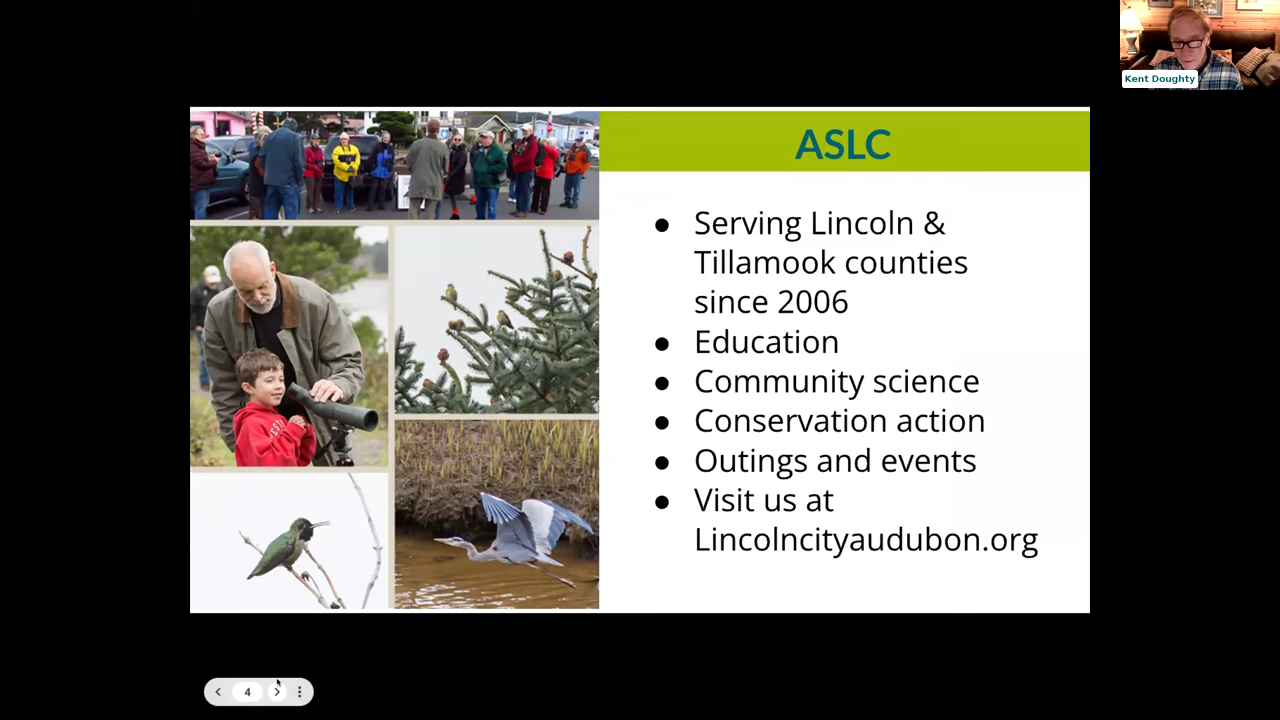 Kent Doughty
ASLC
● Serving Lincoln &
Tillamook counties
since 2006
● Education
● Community science
● Conservation action
● Outings and events
● Visit us at
Lincolncityaudubon.org
4